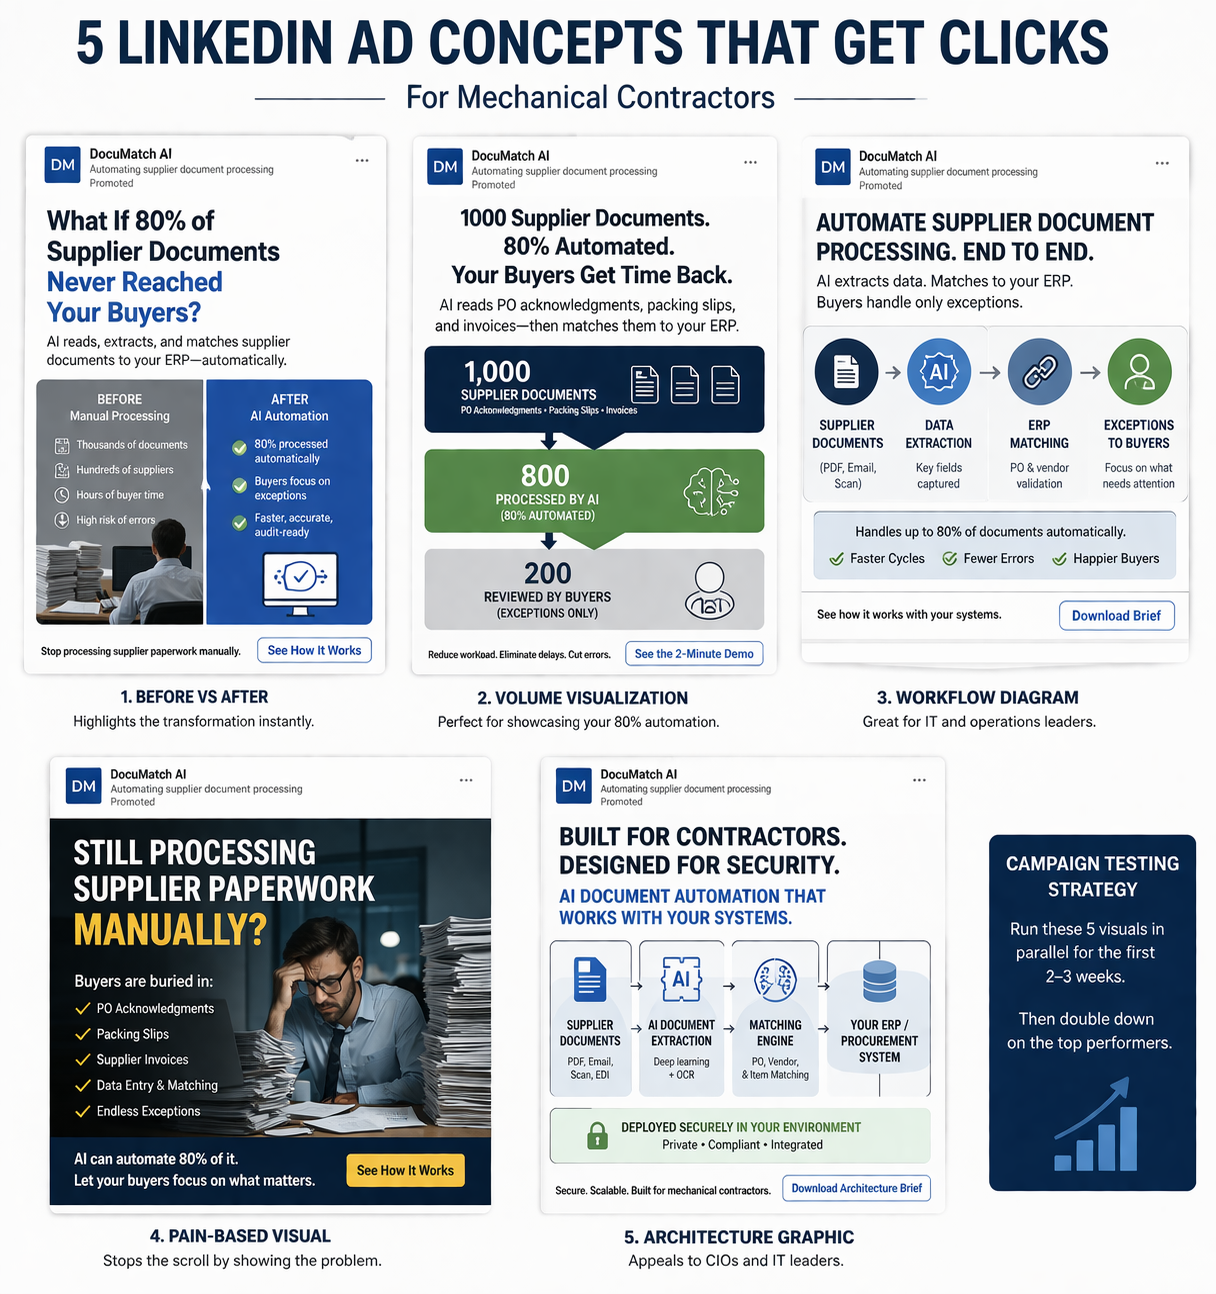 5 LINKEDIN AD CONCEPTS THAT GET CLICKS
For Mechanical Contractors
DM
DocuMatch AI
Automating supplier document processing
Promoted
What If 80% of
Supplier Documents
Never Reached
Your Buyers?
AI reads, extracts, and matches supplier
documents to your ERP—automatically.
BEFORE
Manual Processing
Thousands of documents
Hundreds of suppliers
Hours of buyer time
High risk of errors
AFTER
AI Automation
80% processed
automatically
Buyers focus on
exceptions
Faster, accurate,
audit-ready
Stop processing supplier paperwork manually.
See How It Works
1. BEFORE VS AFTER
Highlights the transformation instantly.
DM
DocuMatch AI
Automating supplier document processing
Promoted
1000 Supplier Documents.
80% Automated.
Your Buyers Get Time Back.
AI reads PO acknowledgments, packing slips,
and invoices—then matches them to your ERP.
1,000
SUPPLIER DOCUMENTS
PO Acknowledgments • Packing Slips • Invoices
800
PROCESSED BY AI
(80% AUTOMATED)
200
REVIEWED BY BUYERS
(EXCEPTIONS ONLY)
Reduce workload. Eliminate delays. Cut errors.
See the 2-Minute Demo
2. VOLUME VISUALIZATION
Perfect for showcasing your 80% automation.
DM
DocuMatch AI
Automating supplier document processing
Promoted
AUTOMATE SUPPLIER DOCUMENT
PROCESSING. END TO END.
AI extracts data. Matches to your ERP.
Buyers handle only exceptions.
SUPPLIER
DOCUMENTS
(PDF, Email,
Scan)
AI
DATA
EXTRACTION
Key fields
captured
ERP
MATCHING
PO & vendor
validation
EXCEPTIONS
TO BUYERS
Focus on what
needs attention
Handles up to 80% of documents automatically.
Faster Cycles
Fewer Errors
Happier Buyers
See how it works with your systems.
Download Brief
3. WORKFLOW DIAGRAM
Great for IT and operations leaders.
DM
DocuMatch AI
Automating supplier document processing
Promoted
STILL PROCESSING
SUPPLIER PAPERWORK
MANUALLY?
Buyers are buried in:
PO Acknowledgments
Packing Slips
Supplier Invoices
Data Entry & Matching
Endless Exceptions
AI can automate 80% of it.
Let your buyers focus on what matters.
See How It Works
4. PAIN-BASED VISUAL
Stops the scroll by showing the problem.
DM
DocuMatch AI
Automating supplier document processing
Promoted
BUILT FOR CONTRACTORS.
DESIGNED FOR SECURITY.
AI DOCUMENT AUTOMATION THAT
WORKS WITH YOUR SYSTEMS.
SUPPLIER
DOCUMENTS
PDF, Email,
Scan, EDI
AI
AI DOCUMENT
EXTRACTION
Deep learning
+ OCR
MATCHING
ENGINE
PO, Vendor,
& Item Matching
YOUR ERP /
PROCUREMENT
SYSTEM
DEPLOYED SECURELY IN YOUR ENVIRONMENT
Private • Compliant • Integrated
Secure. Scalable. Built for mechanical contractors.
Download Architecture Brief
5. ARCHITECTURE GRAPHIC
Appeals to CIOs and IT leaders.
CAMPAIGN TESTING
STRATEGY
Run these 5 visuals in
parallel for the first
2–3 weeks.
Then double down
on the top performers.